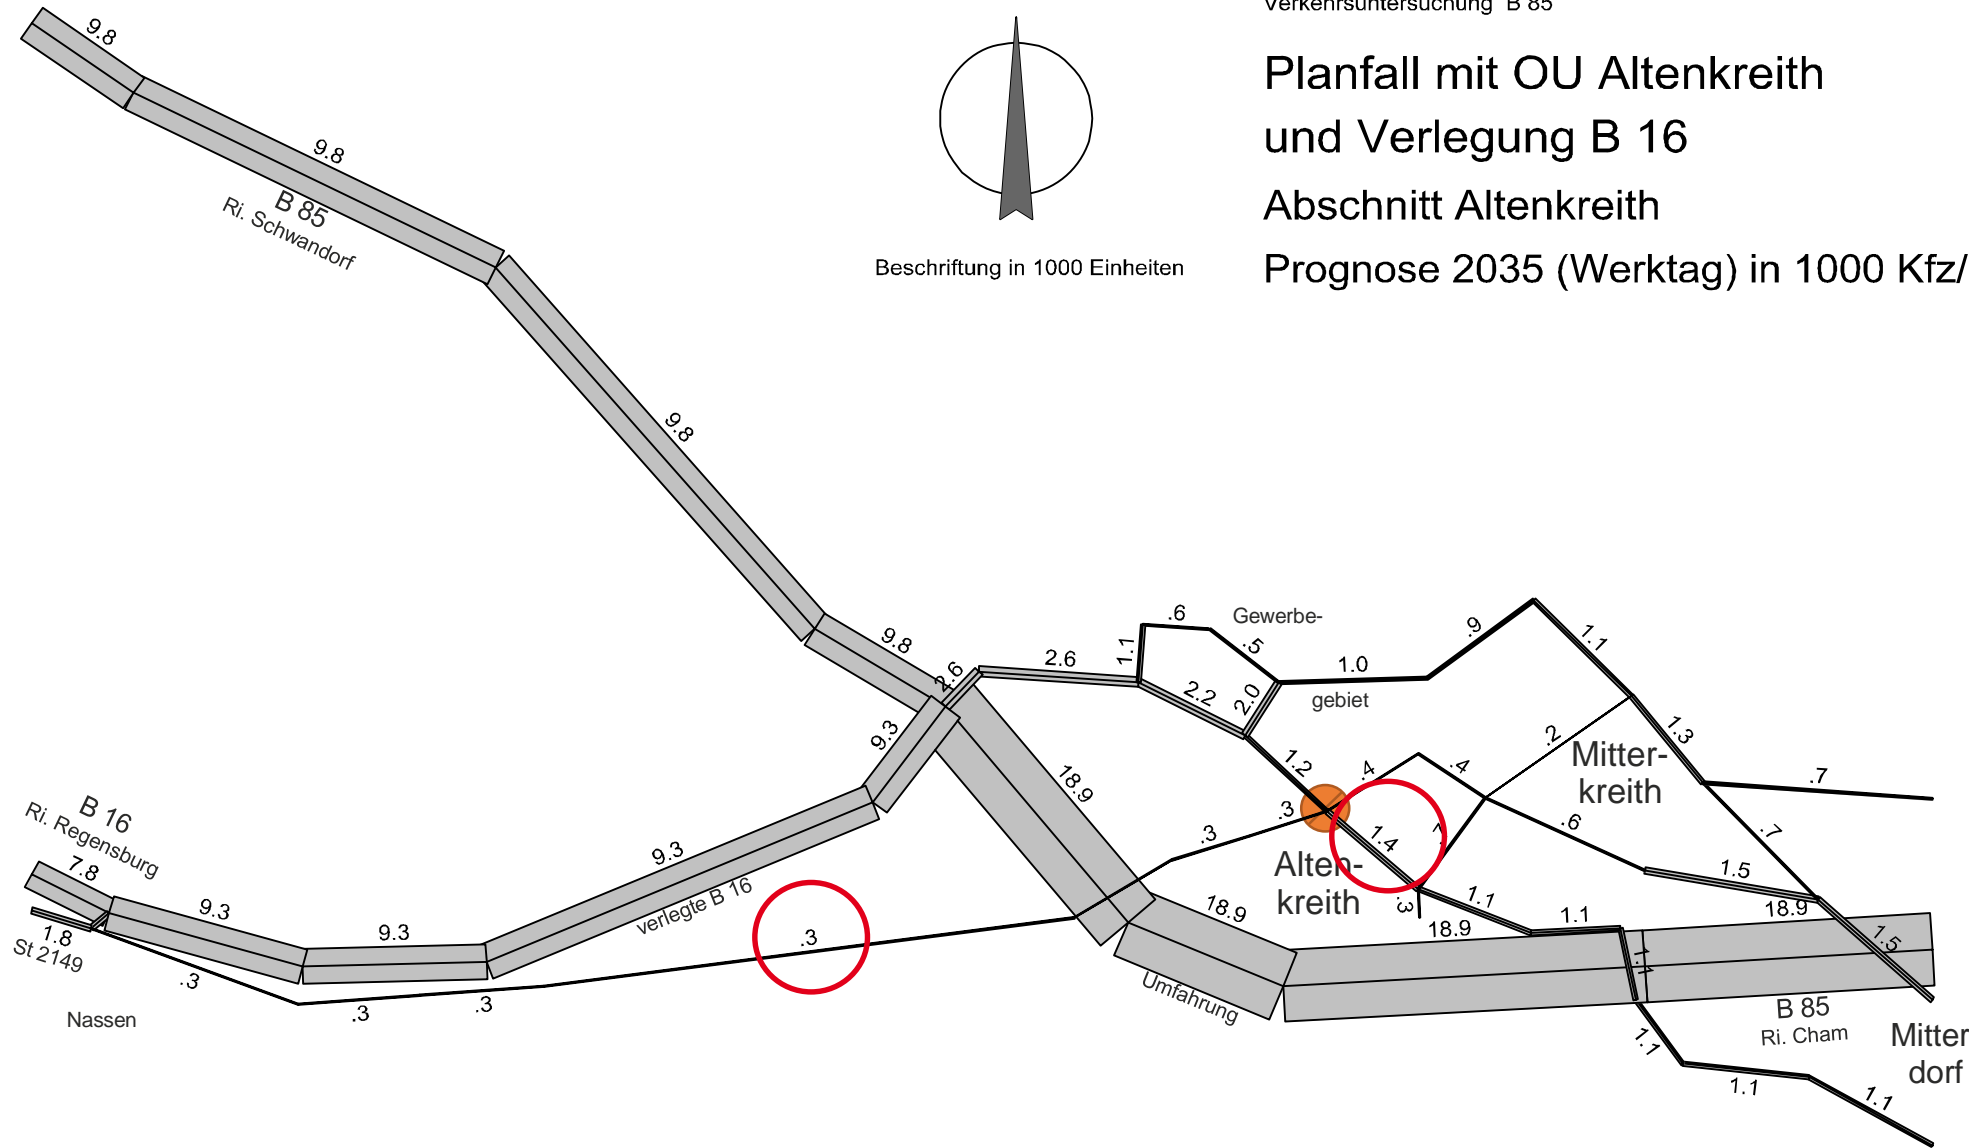 Verkehrsuntersuchung B 85
Planfall mit OU Altenkreith
und Verlegung B 16
Abschnitt Altenkreith
Prognose 2035 (Werktag) in 1000 Kfz/
Beschriftung in 1000 Einheiten
9.8
9.8
B 85
Ri. Schwandorf
9.8
9.8
2.6
2.6
1.1
.6
.5
Gewerbe-
gebiet
2.2
2.0
1.0
.9
1.1
1.3
.2
Mitter-
kreith
.7
.7
1.2
.4
.4
.6
1.5
.3
.3
1.4
Alten-
kreith
.3
1.1
1.1
1.1
18.9
18.9
18.9
18.9
1.5
Umfahrung
B 85
Ri. Cham
Mitter
dorf
1.1
1.1
1.1
B 16
Ri. Regensburg
7.8
9.3
9.3
9.3
9.3
verlegte B 16
1.8
St 2149
.3
.3
.3
.3
Nassen